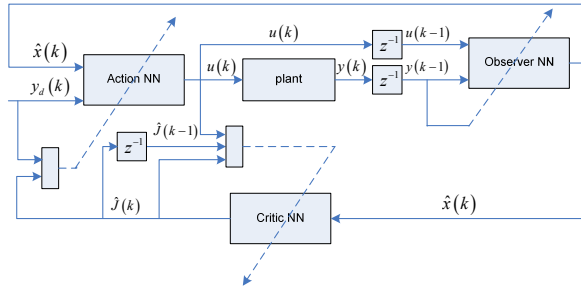 u(k)
z⁻¹
u(k−1)
x̂(k)
Action NN
u(k)
plant
y(k)
z⁻¹
y(k−1)
Observer NN
y_d(k)
z⁻¹
Ĵ(k−1)
Ĵ(k)
Critic NN
x̂(k)